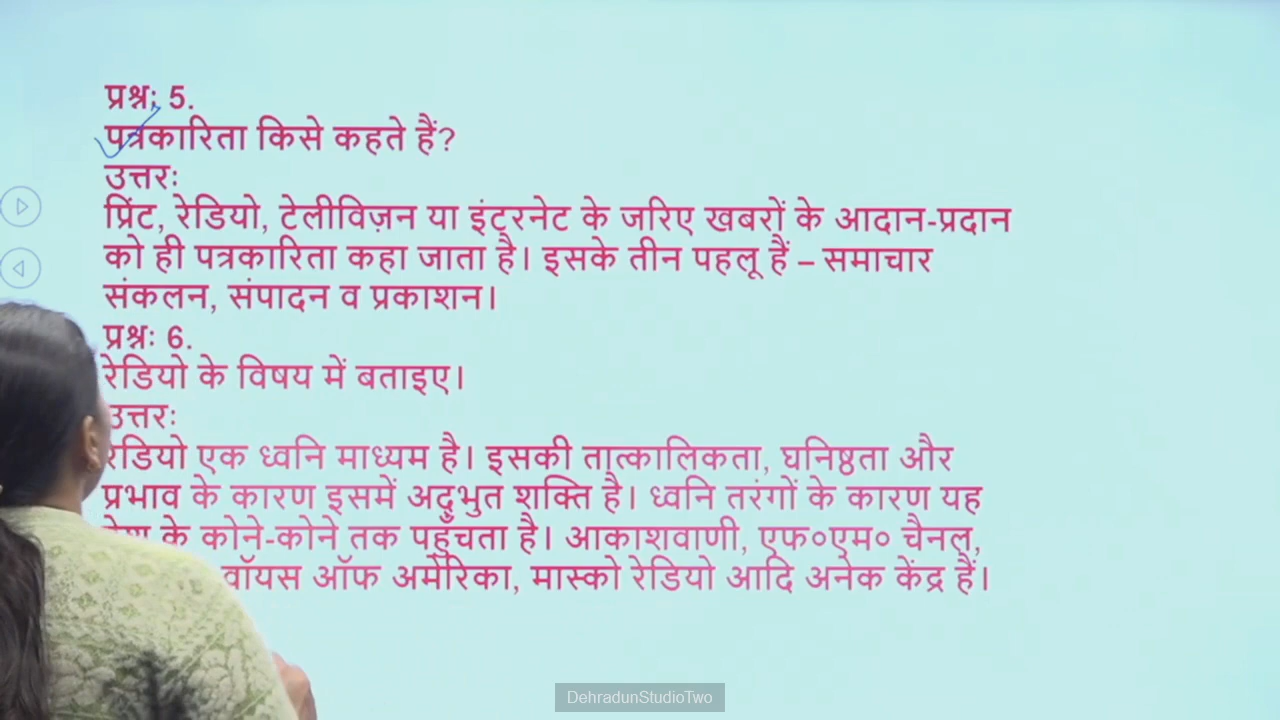 प्रश्नः 5.
पत्रकारिता किसे कहते हैं?
उत्तरः
प्रिंट, रेडियो, टेलीविज़न या इंटरनेट के जरिए खबरों के आदान-प्रदान
को ही पत्रकारिता कहा जाता है। इसके तीन पहलू हैं – समाचार
संकलन, संपादन व प्रकाशन।
प्रश्नः 6.
रेडियो के विषय में बताइए।
उत्तरः
रेडियो एक ध्वनि माध्यम है। इसकी तात्कालिकता, घनिष्ठता और
प्रभाव के कारण इसमें अद्भुत शक्ति है। ध्वनि तरंगों के कारण यह
के कोने-कोने तक पहुँचता है। आकाशवाणी, एफ०एम० चैनल,
वॉयस ऑफ अमेरिका, मास्को रेडियो आदि अनेक केंद्र हैं।
DehradunStudioTwo